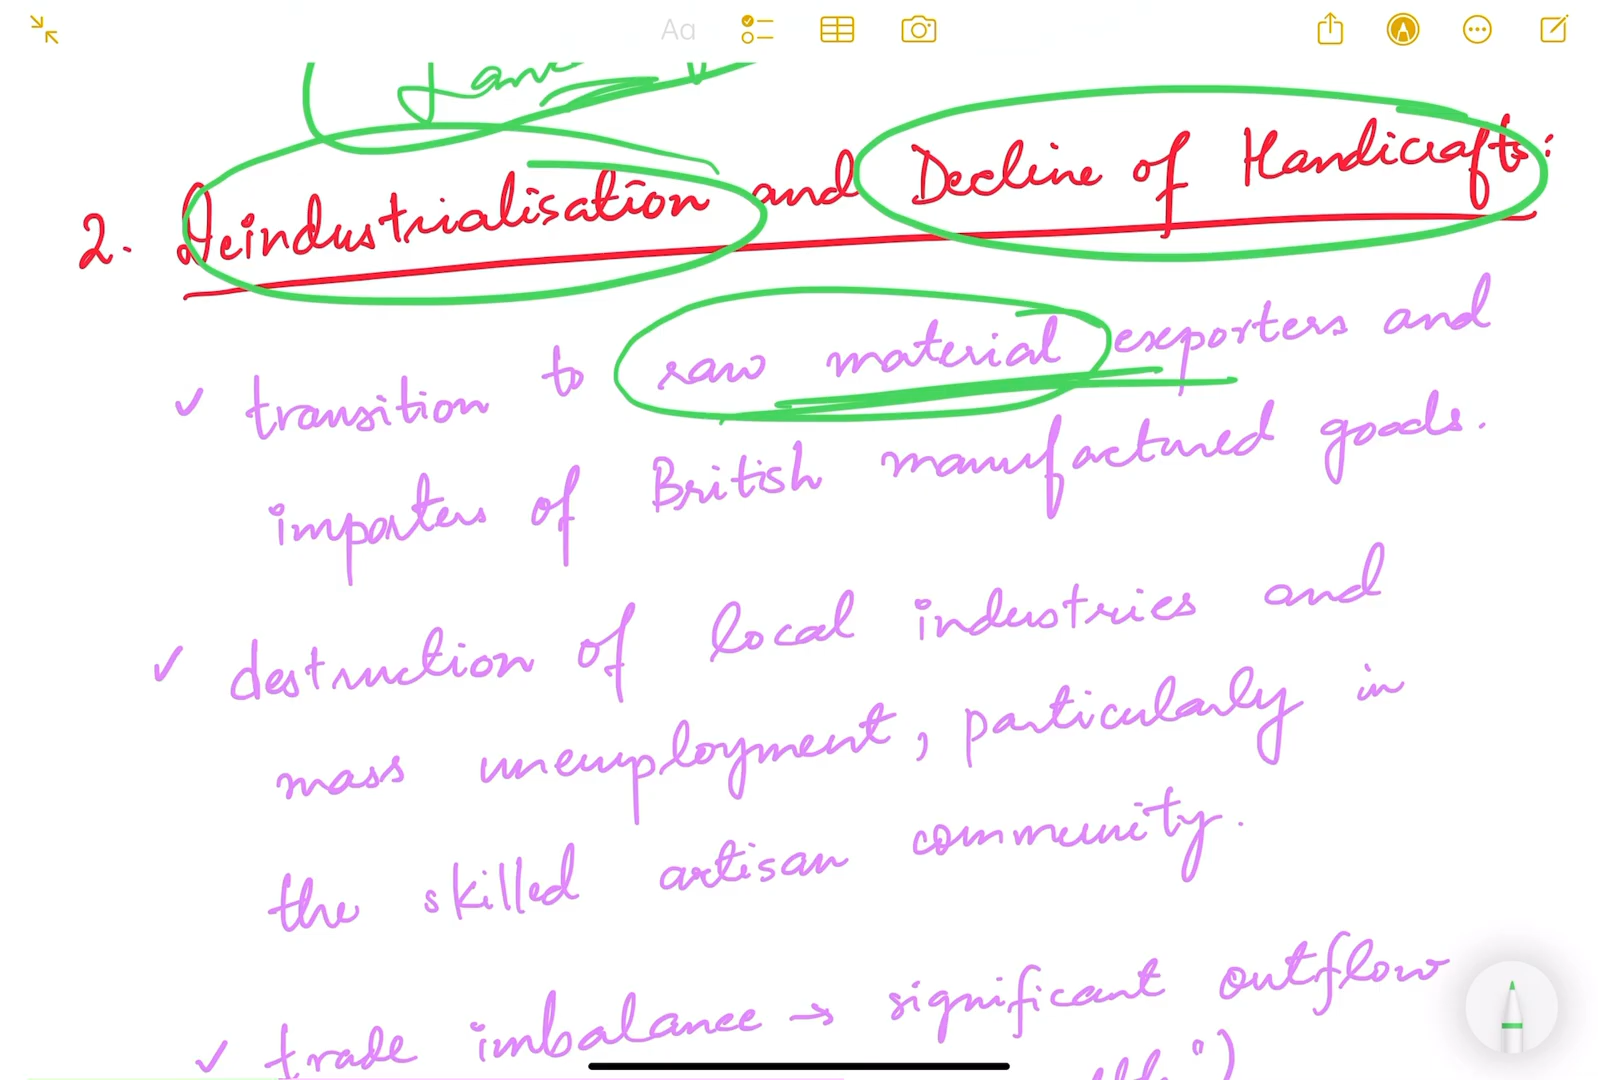 Aa
2. Deindustrialisation and Decline of Handicrafts:
✓ transition to raw material exporters and
importers of British manufactured goods.
✓ destruction of local industries and
mass unemployment, particularly in
the skilled artisan community.
✓ trade imbalance → significant outflow